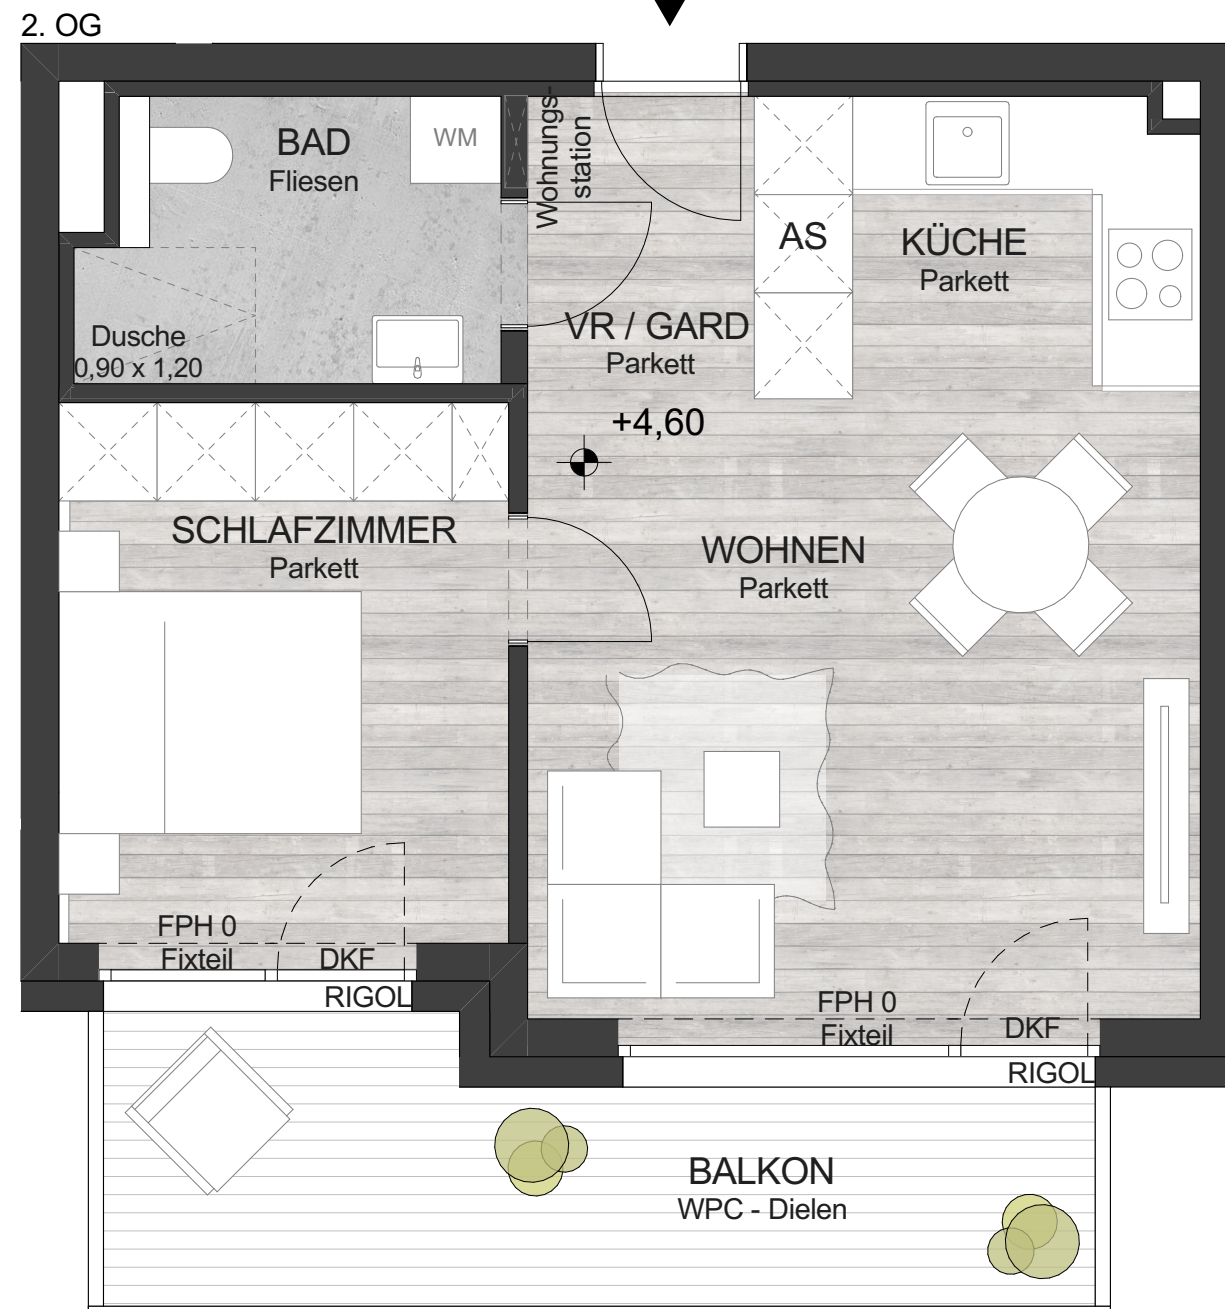 2. OG
BAD
Fliesen
WM
Wohnungs-
station
AS
KÜCHE
Parkett
Dusche
0,90 x 1,20
VR / GARD
Parkett
+4,60
SCHLAFZIMMER
Parkett
WOHNEN
Parkett
FPH 0
Fixteil
DKF
RIGOL
FPH 0
Fixteil
DKF
RIGOL
BALKON
WPC - Dielen